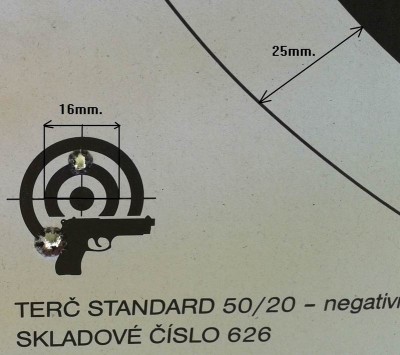 25mm.
16mm.
TERČ STANDARD 50/20 – negativ
SKLADOVÉ ČÍSLO 626